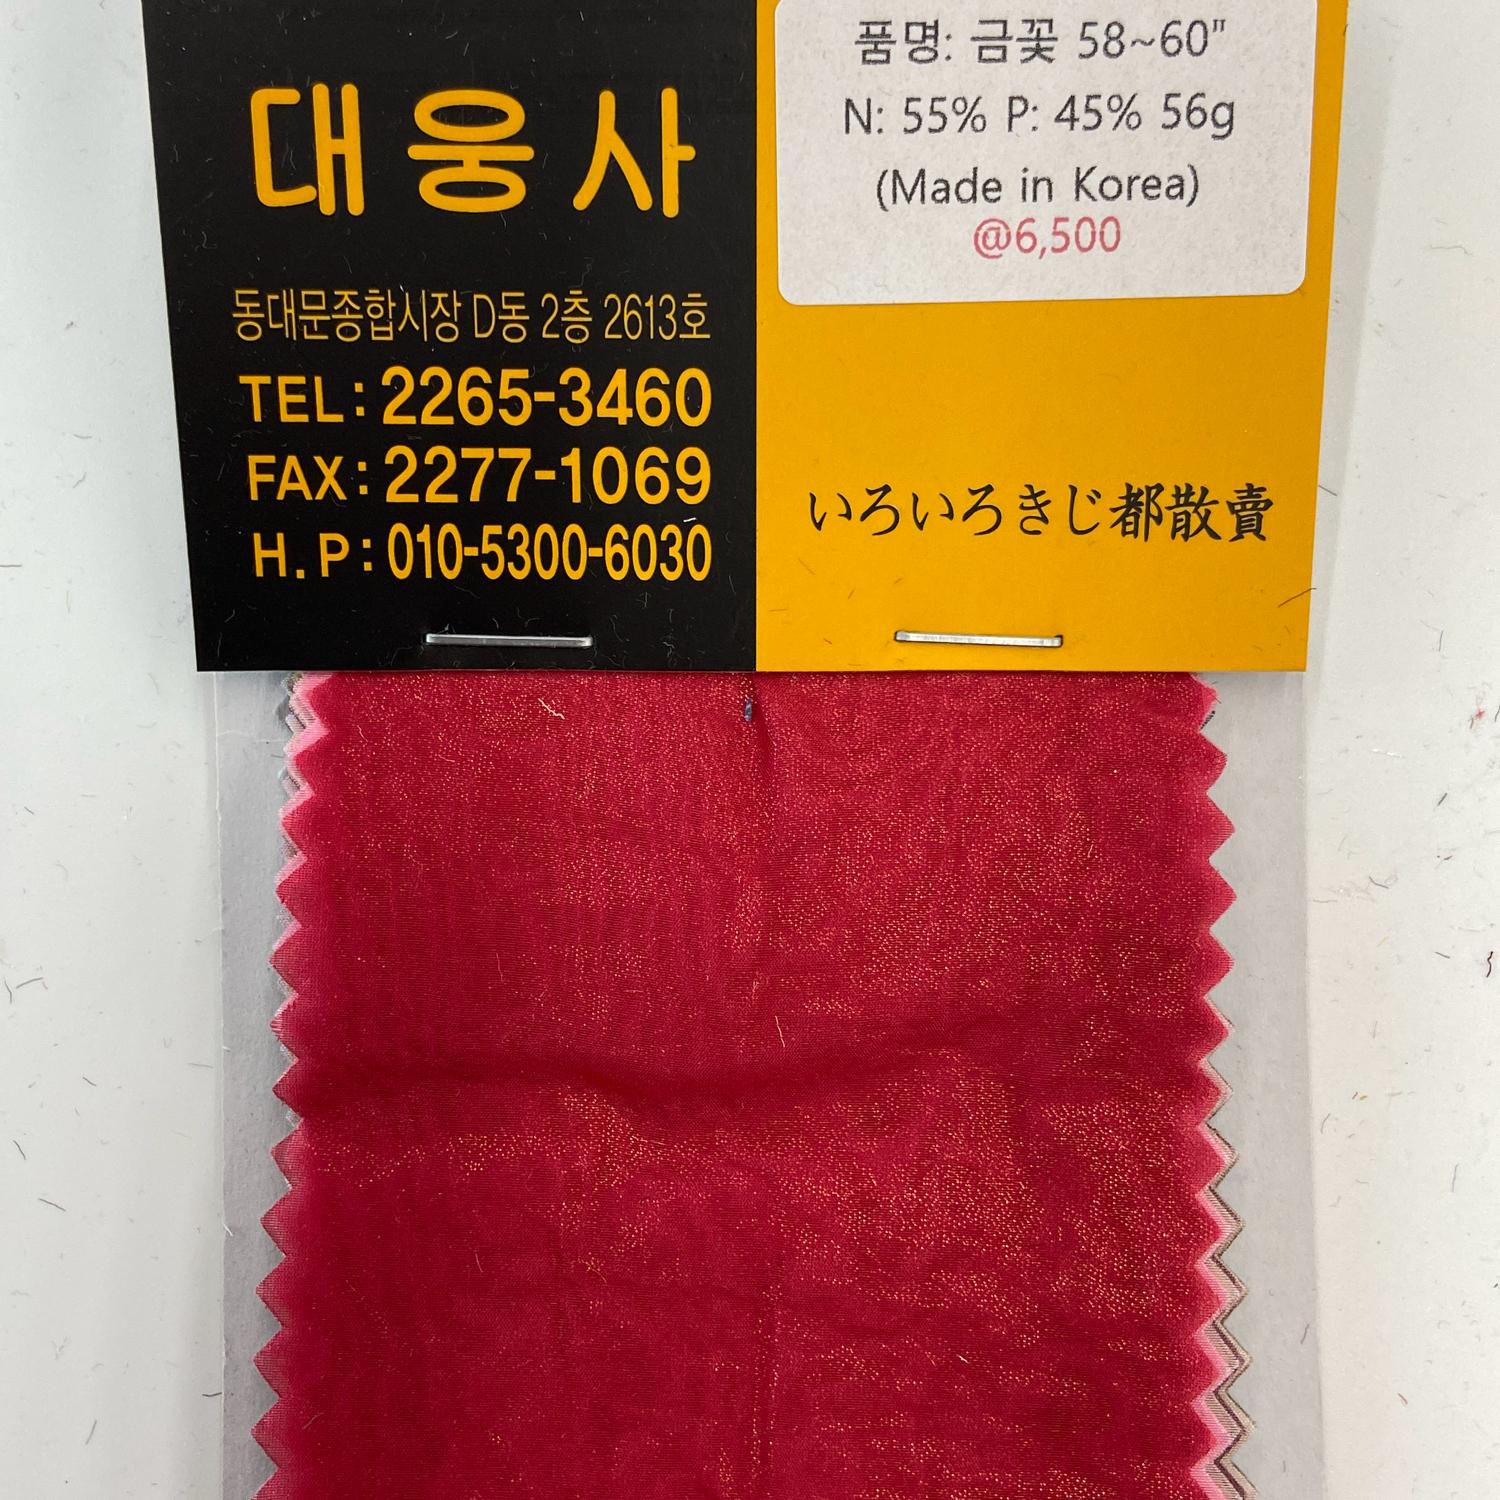 대웅사
동대문종합시장 D동 2층 2613호
TEL: 2265-3460
FAX: 2277-1069
H.P: 010-5300-6030
품명: 금꽃 58~60"
N: 55% P: 45% 56g
(Made in Korea)
@6,500
いろいろきじ都散賣